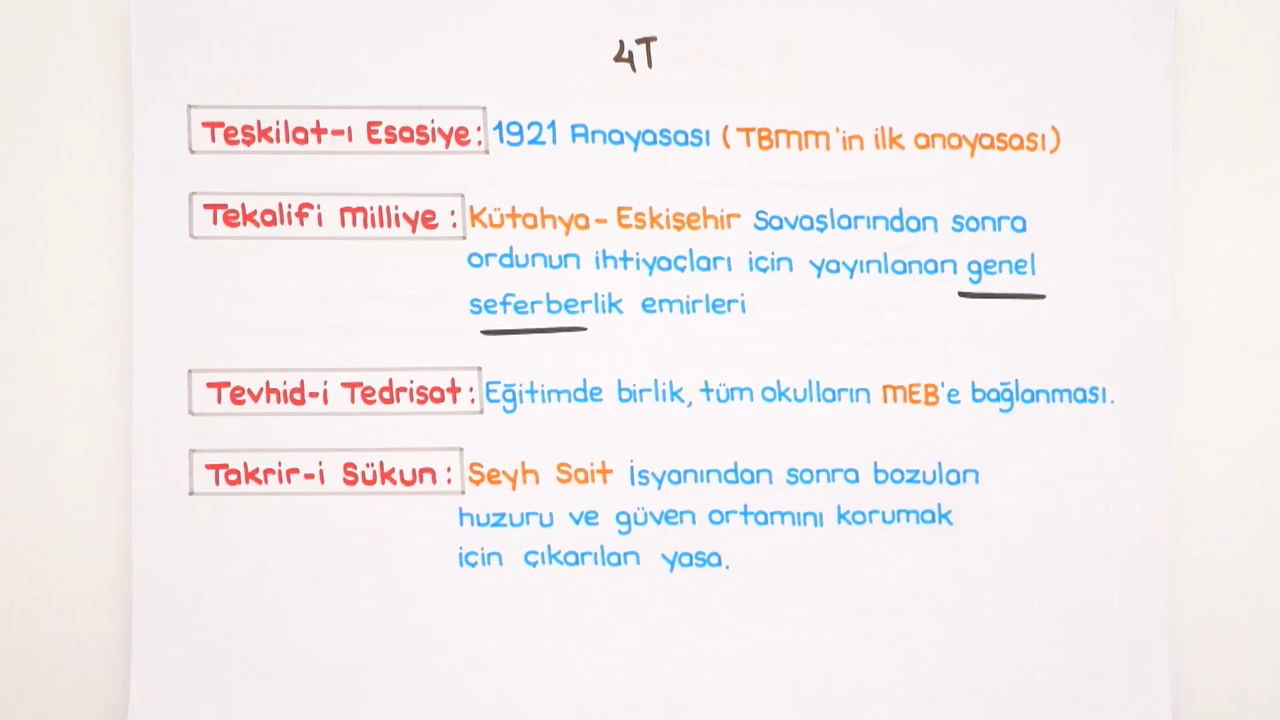 4T
Teşkilat-ı Esasiye: 1921 Anayasası (TBMM'in ilk anayasası)
Tekalifi Milliye: Kütahya-Eskişehir Savaşlarından sonra
ordunun ihtiyaçları için yayınlanan genel
seferberlik emirleri
Tevhid-i Tedrisat: Eğitimde birlik, tüm okulların MEB'e bağlanması.
Takrir-i Sükun: Şeyh Sait İsyanından sonra bozulan
huzuru ve güven ortamını korumak
için çıkarılan yasa.